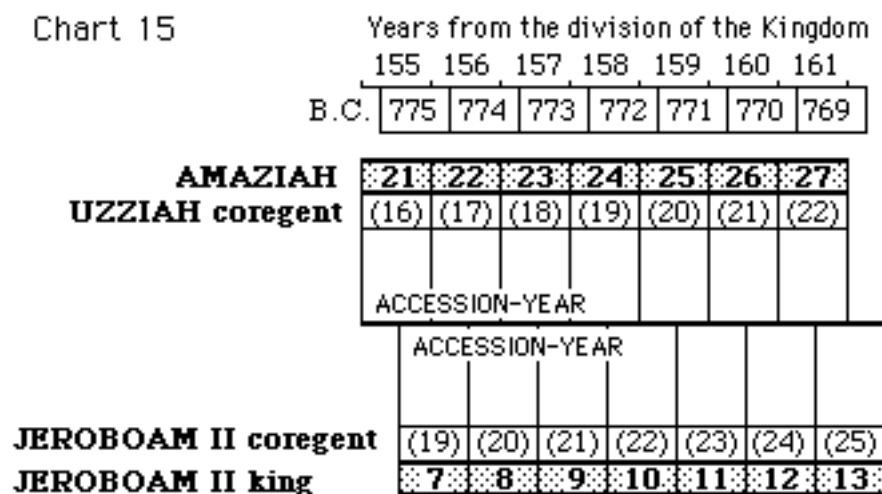 Chart 15 Years from the division of the Kingdom
155 156 157 158 159 160 161
B.C. 775 774 773 772 771 770 769
AMAZIAH 21 22 23 24 25 26 27
UZZIAH coregent (16) (17) (18) (19) (20) (21) (22)
ACCESSION-YEAR
ACCESSION-YEAR
JEROBOAM II coregent (19) (20) (21) (22) (23) (24) (25)
JEROBOAM II king 7 8 9 10 11 12 13